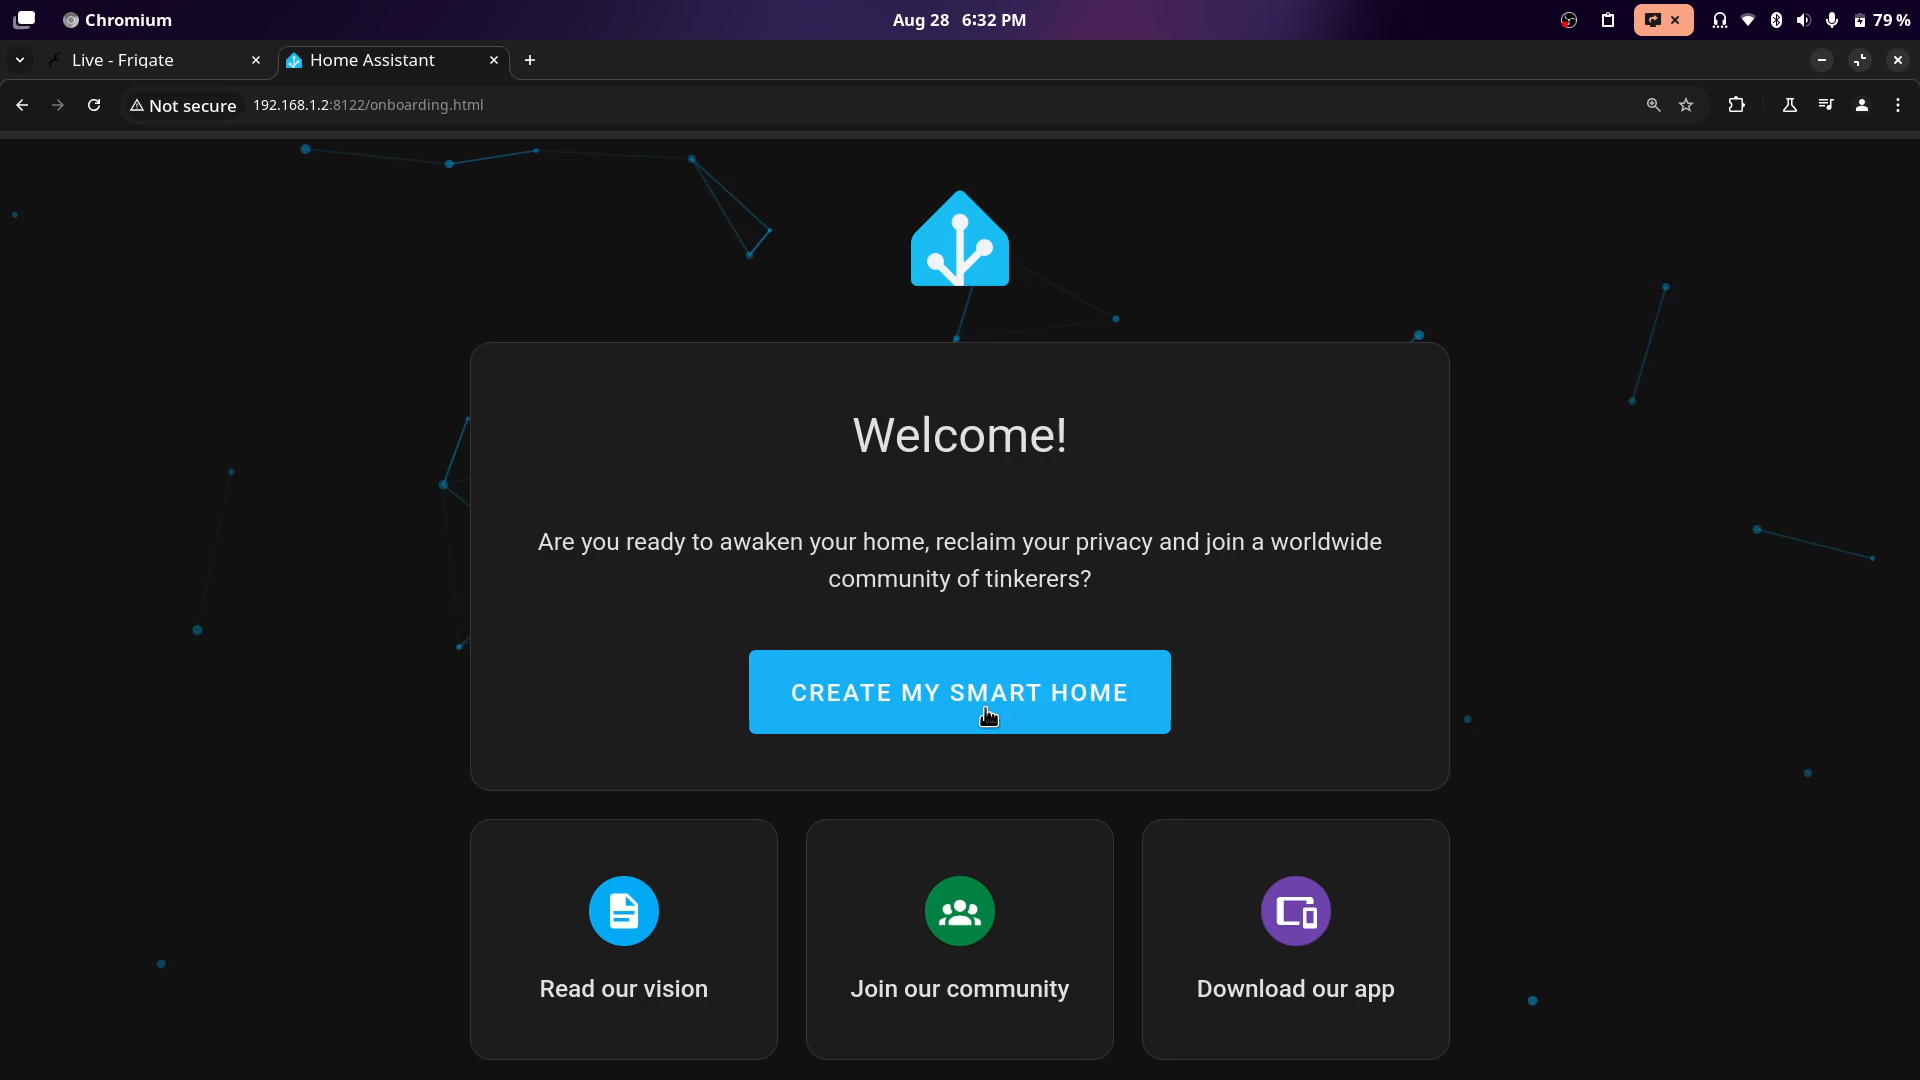 Chromium
Aug 28 6:32 PM
79 %
Live - Frigate
Home Assistant
Not secure
192.168.1.2:8122/onboarding.html
Welcome!
Are you ready to awaken your home, reclaim your privacy and join a worldwide
community of tinkerers?
CREATE MY SMART HOME
Read our vision
Join our community
Download our app